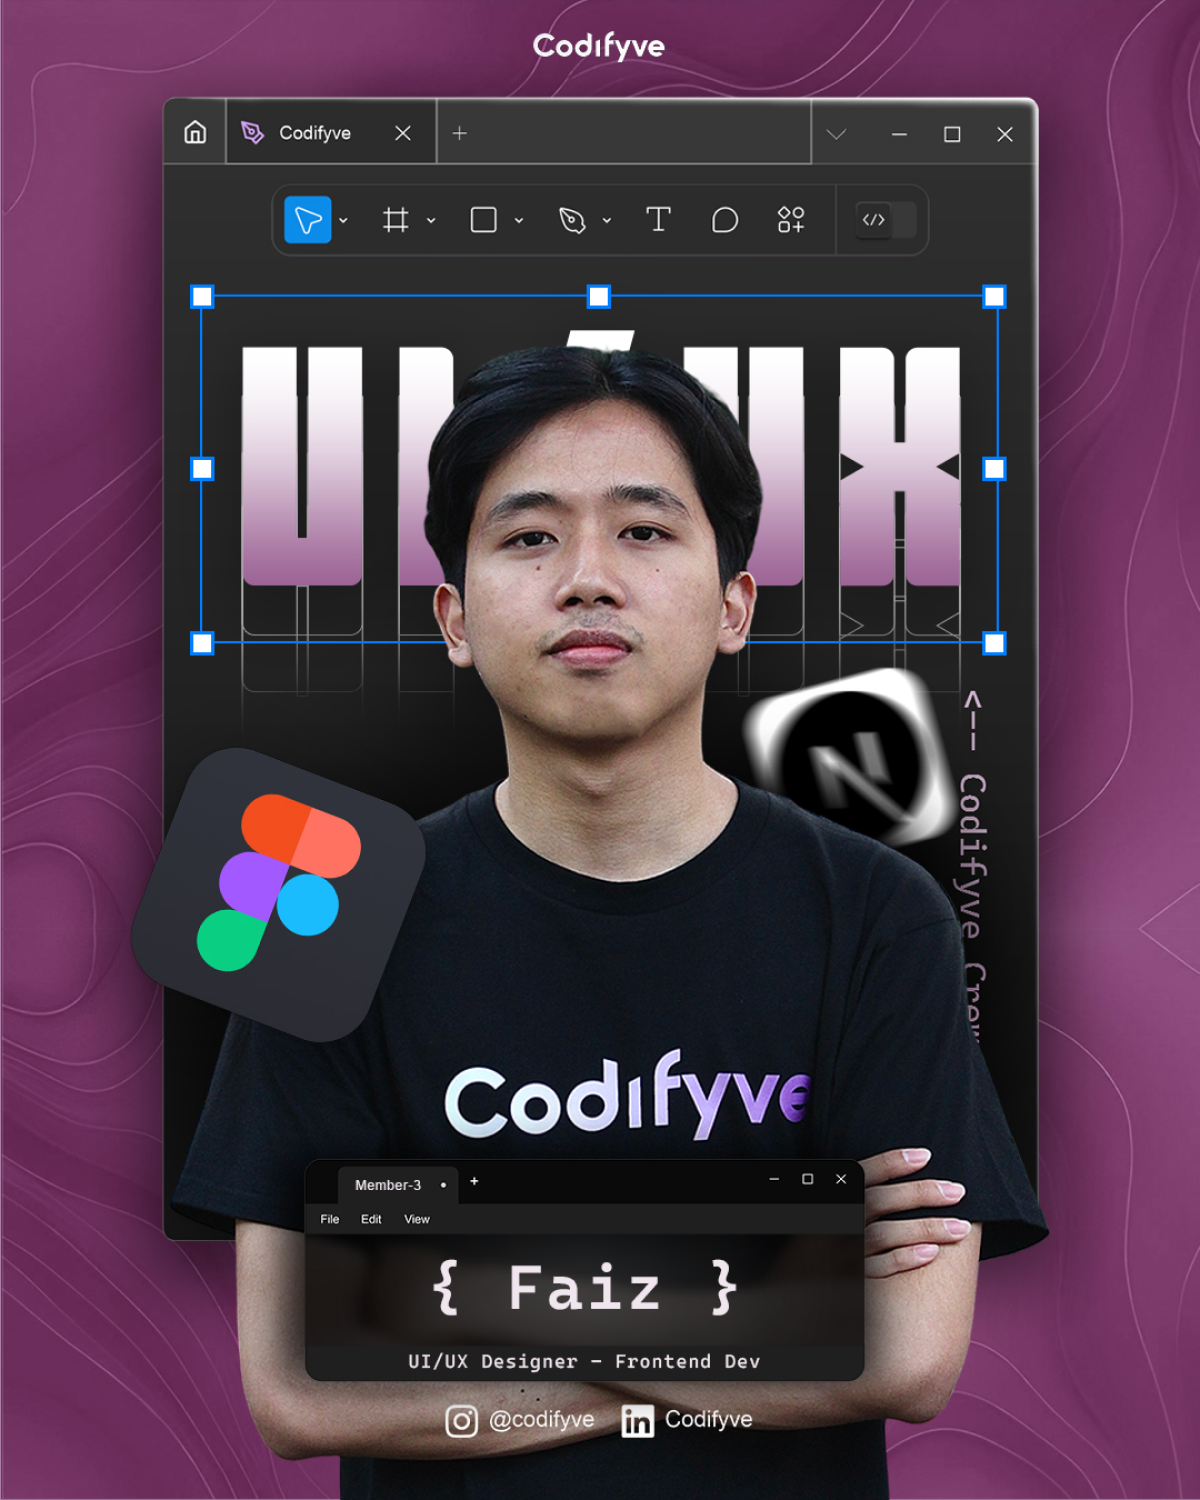 Codifyve
Codifyve
UI/UX
<-- Codifyve Crew
Codifyve
Member-3
File Edit View
{ Faiz }
UI/UX Designer - Frontend Dev
@codifyve Codifyve